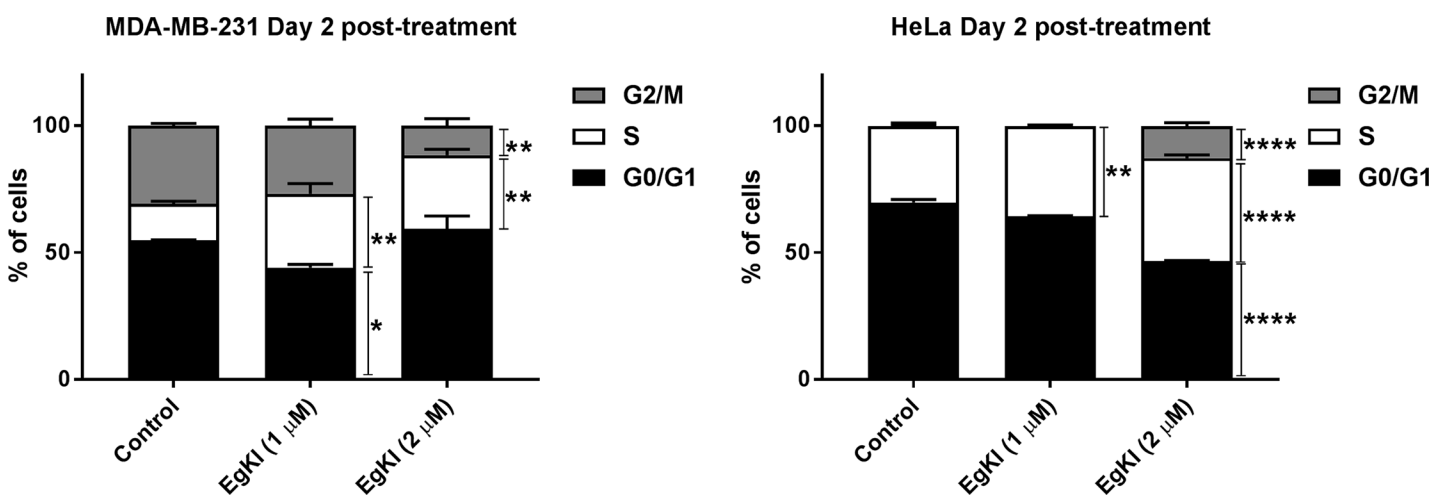 MDA-MB-231 Day 2 post-treatment
% of cells
100
50
0
G2/M
S
G0/G1
**
**
*
**
**
Control
EgKI (1 μM)
EgKI (2 μM)
HeLa Day 2 post-treatment
% of cells
100
50
0
G2/M
S
G0/G1
**
****
****
****
Control
EgKI (1 μM)
EgKI (2 μM)